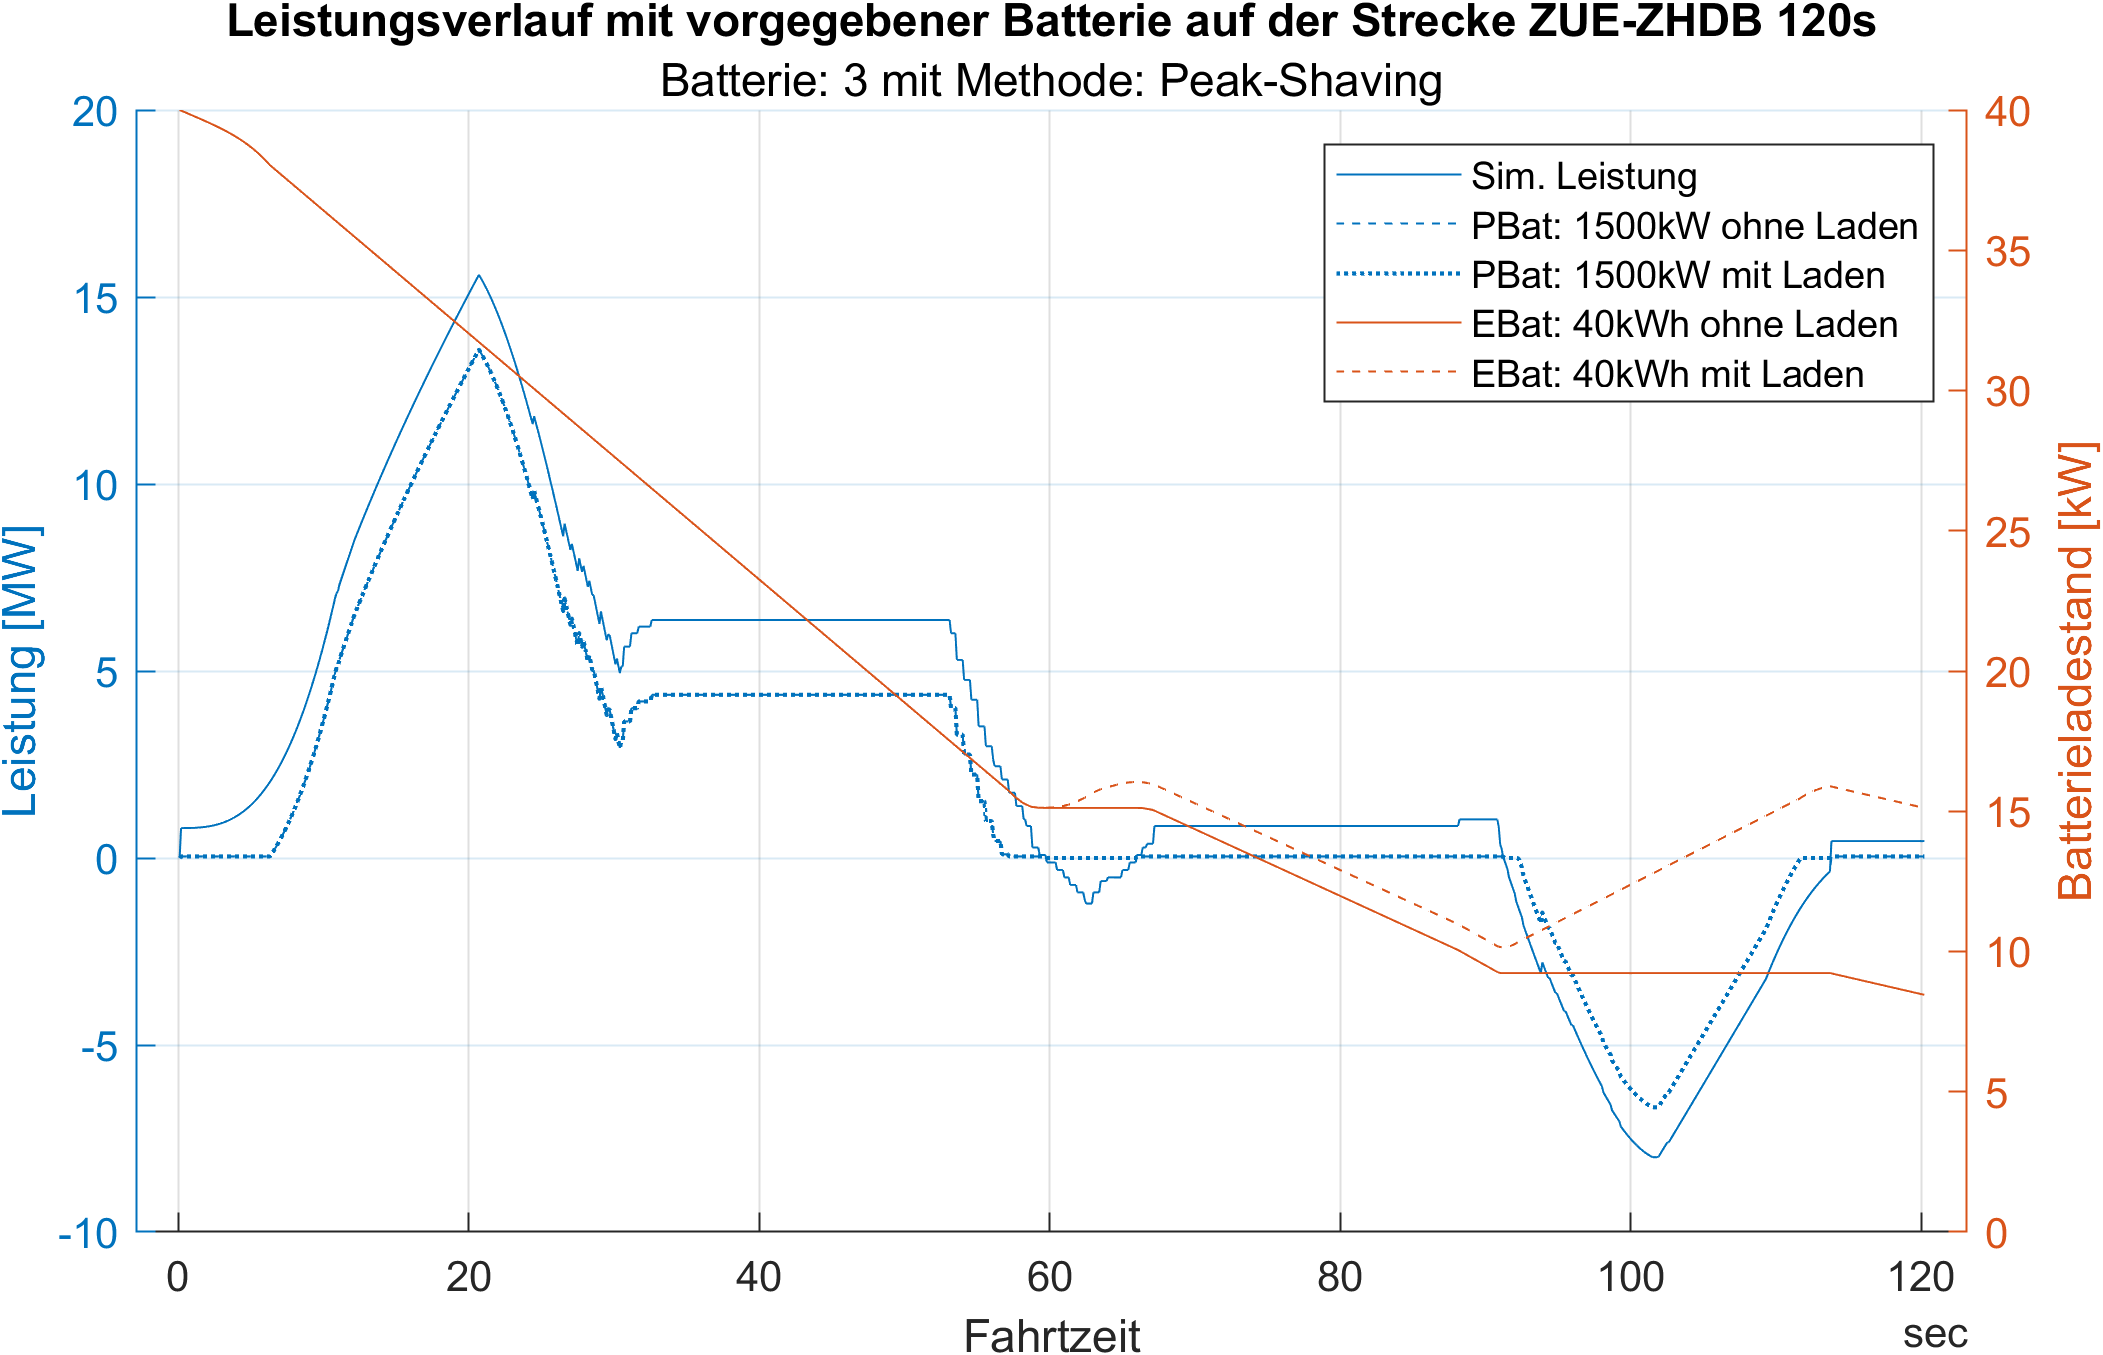 Leistungsverlauf mit vorgegebener Batterie auf der Strecke ZUE-ZHDB 120s
Batterie: 3 mit Methode: Peak-Shaving
Leistung [MW]
20
15
10
5
0
-5
-10
Sim. Leistung
PBat: 1500kW ohne Laden
PBat: 1500kW mit Laden
EBat: 40kWh ohne Laden
EBat: 40kWh mit Laden
40
35
30
25
20
15
10
5
0
Batterieladestand [kW]
0 20 40 60 80 100 120
Fahrtzeit
sec